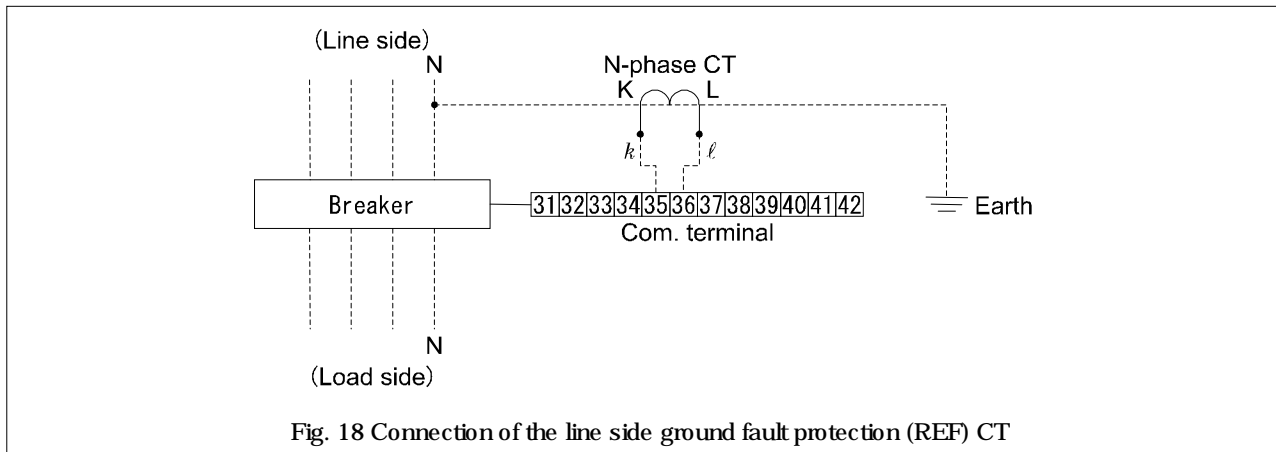 (Line side)
N
N-phase CT
K L
k ℓ
Breaker
31 32 33 34 35 36 37 38 39 40 41 42
Com. terminal
Earth
N
(Load side)
Fig. 18 Connection of the line side ground fault protection (REF) CT